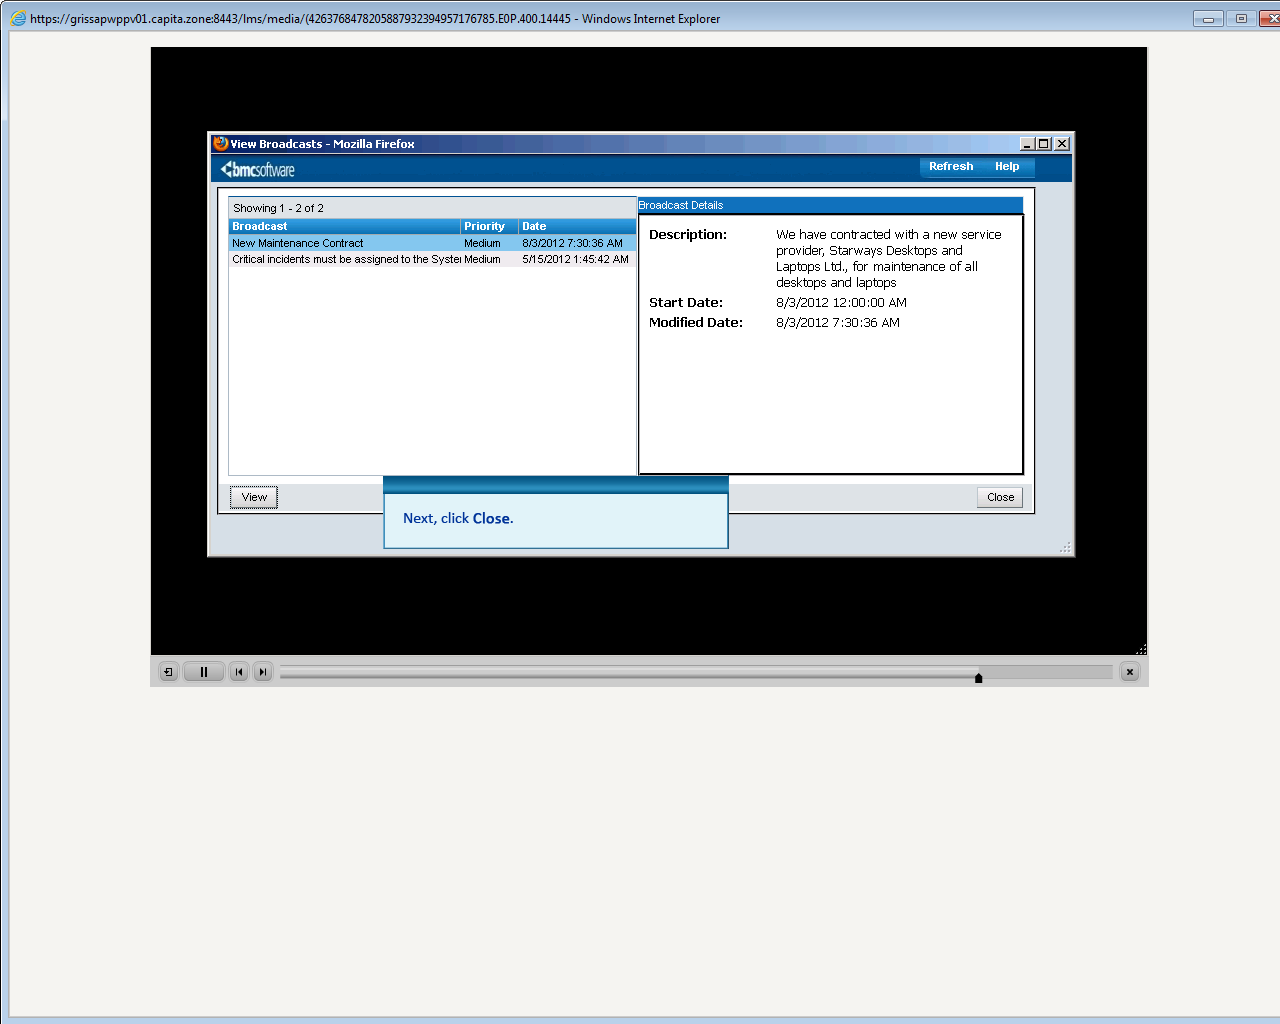 https://grissapwppv01.capita.zone:8443/lms/media/(4263768478205887932394957176785.E0P.400.14445 - Windows Internet Explorer
View Broadcasts - Mozilla Firefox
bmcsoftware
Refresh Help
Showing 1 - 2 of 2
Broadcast Priority Date
New Maintenance Contract Medium 8/3/2012 7:30:36 AM
Critical incidents must be assigned to the Syste Medium 5/15/2012 1:45:42 AM
Broadcast Details
Description: We have contracted with a new service
provider, Starways Desktops and
Laptops Ltd., for maintenance of all
desktops and laptops
Start Date: 8/3/2012 12:00:00 AM
Modified Date: 8/3/2012 7:30:36 AM
View
Close
Next, click Close.